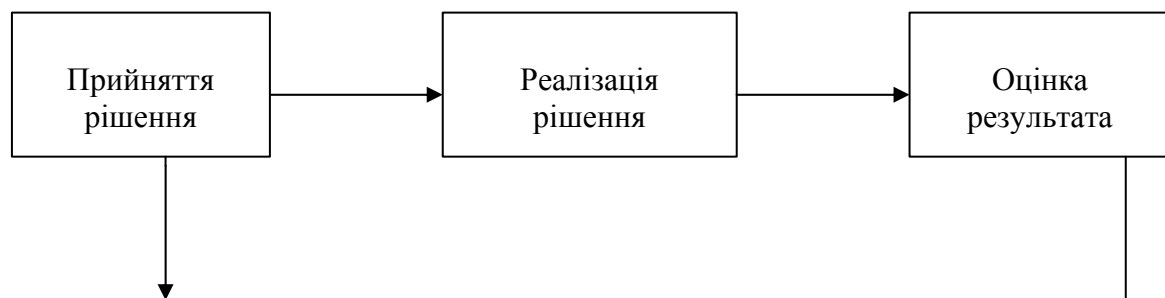 Прийняття
рішення
Реалізація
рішення
Оцінка
результата